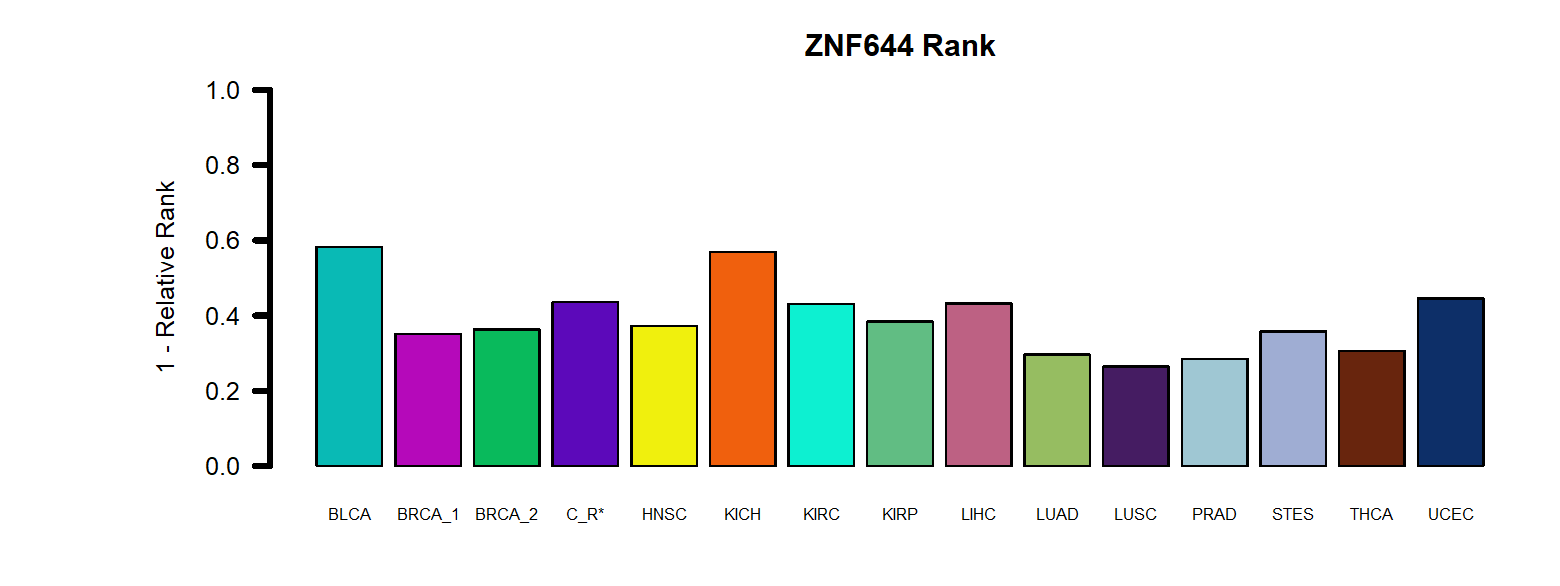 ZNF644 Rank
1 - Relative Rank
1.0
0.8
0.6
0.4
0.2
0.0
BLCA BRCA_1 BRCA_2 C_R* HNSC KICH KIRC KIRP LIHC LUAD LUSC PRAD STES THCA UCEC